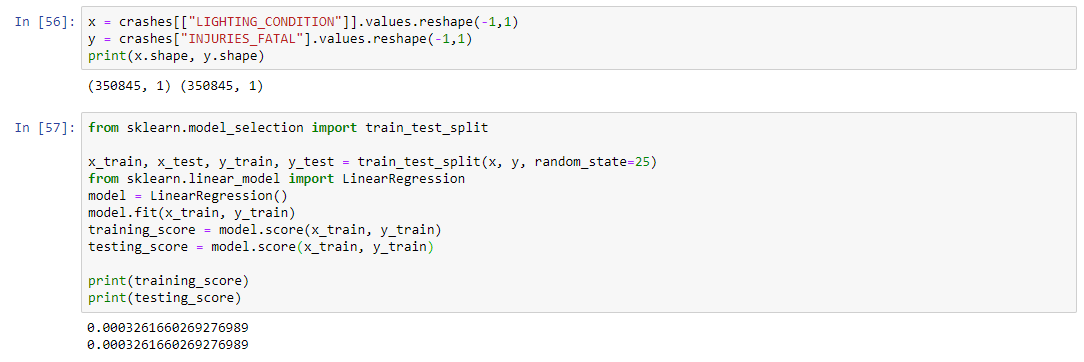 In [56]: x = crashes[["LIGHTING_CONDITION"]].values.reshape(-1,1)
y = crashes["INJURIES_FATAL"].values.reshape(-1,1)
print(x.shape, y.shape)
(350845, 1) (350845, 1)
In [57]: from sklearn.model_selection import train_test_split
x_train, x_test, y_train, y_test = train_test_split(x, y, random_state=25)
from sklearn.linear_model import LinearRegression
model = LinearRegression()
model.fit(x_train, y_train)
training_score = model.score(x_train, y_train)
testing_score = model.score(x_train, y_train)
print(training_score)
print(testing_score)
0.0003261660269276989
0.0003261660269276989